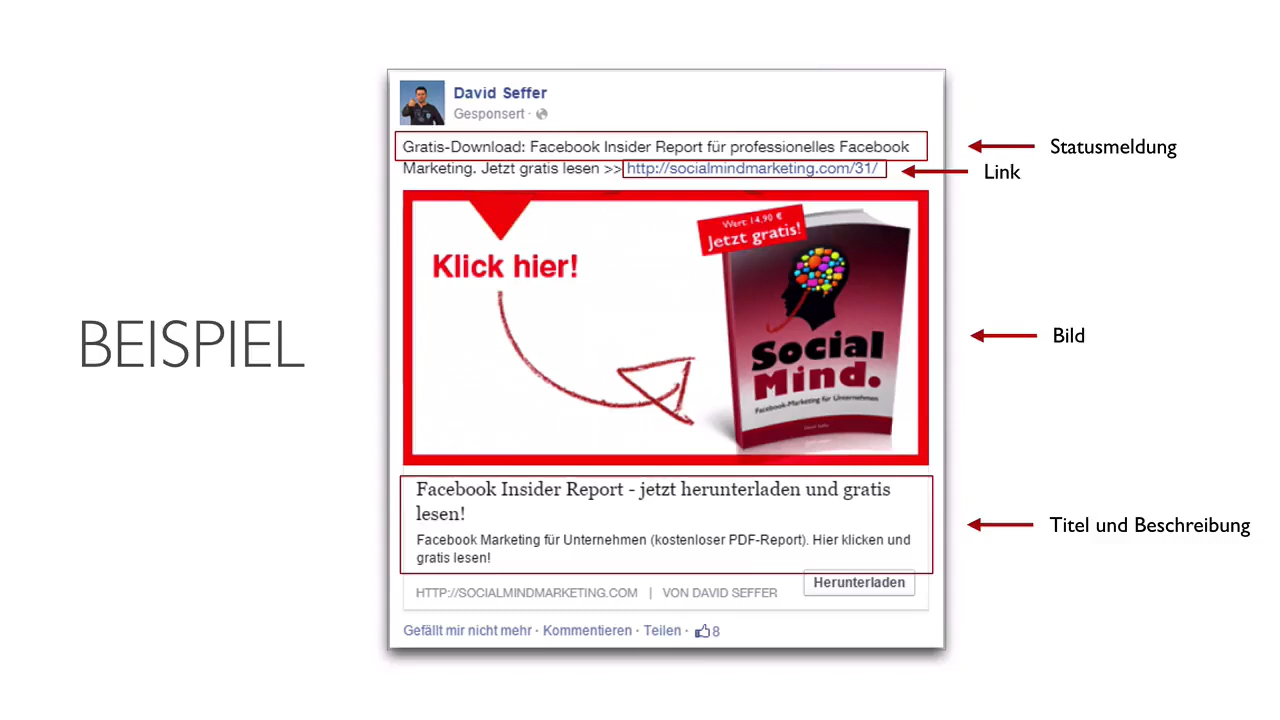 BEISPIEL
David Seffer
Gesponsert ·
Gratis-Download: Facebook Insider Report für professionelles Facebook
Marketing. Jetzt gratis lesen >> http://socialmindmarketing.com/31/
Klick hier!
Wert 14,90 €
Jetzt gratis!
Social
Mind.
Facebook-Marketing für Unternehmen
David Seffer
Facebook Insider Report - jetzt herunterladen und gratis
lesen!
Facebook Marketing für Unternehmen (kostenloser PDF-Report). Hier klicken und
gratis lesen!
Herunterladen
HTTP://SOCIALMINDMARKETING.COM | VON DAVID SEFFER
Gefällt mir nicht mehr · Kommentieren · Teilen · 8
Statusmeldung
Link
Bild
Titel und Beschreibung